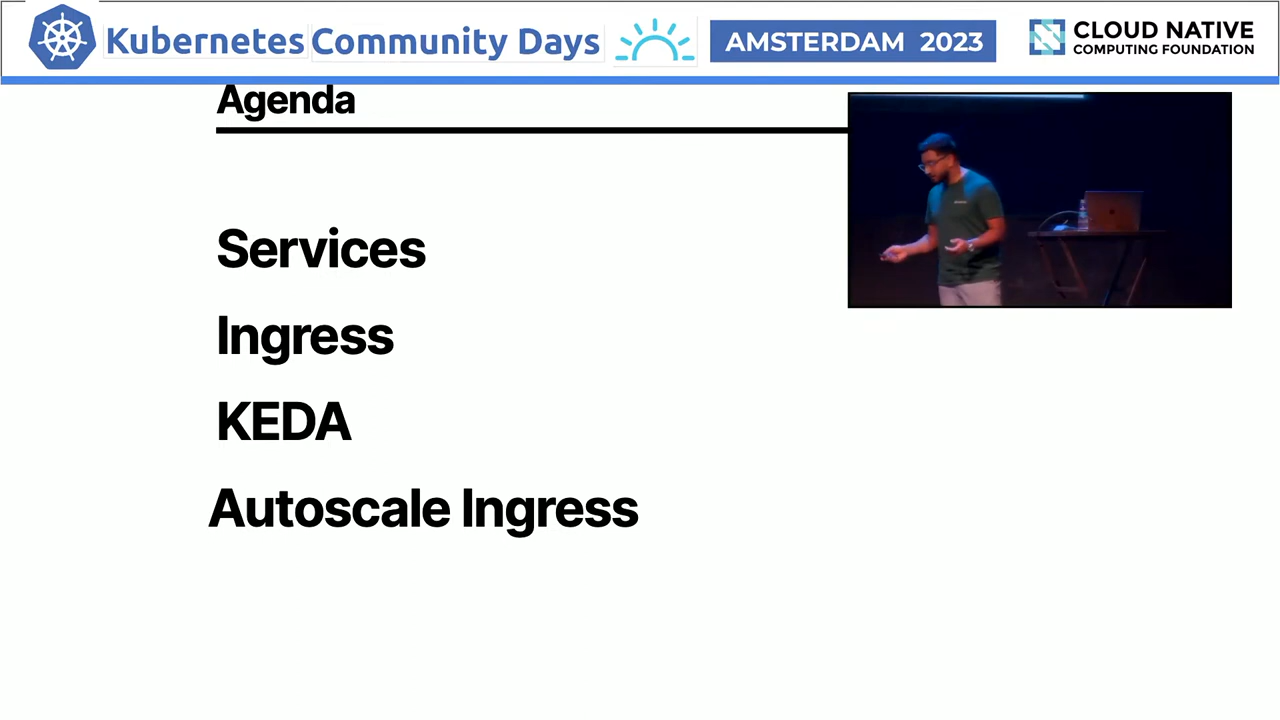 Kubernetes Community Days AMSTERDAM 2023
CLOUD NATIVE
COMPUTING FOUNDATION
Agenda
Services
Ingress
KEDA
Autoscale Ingress